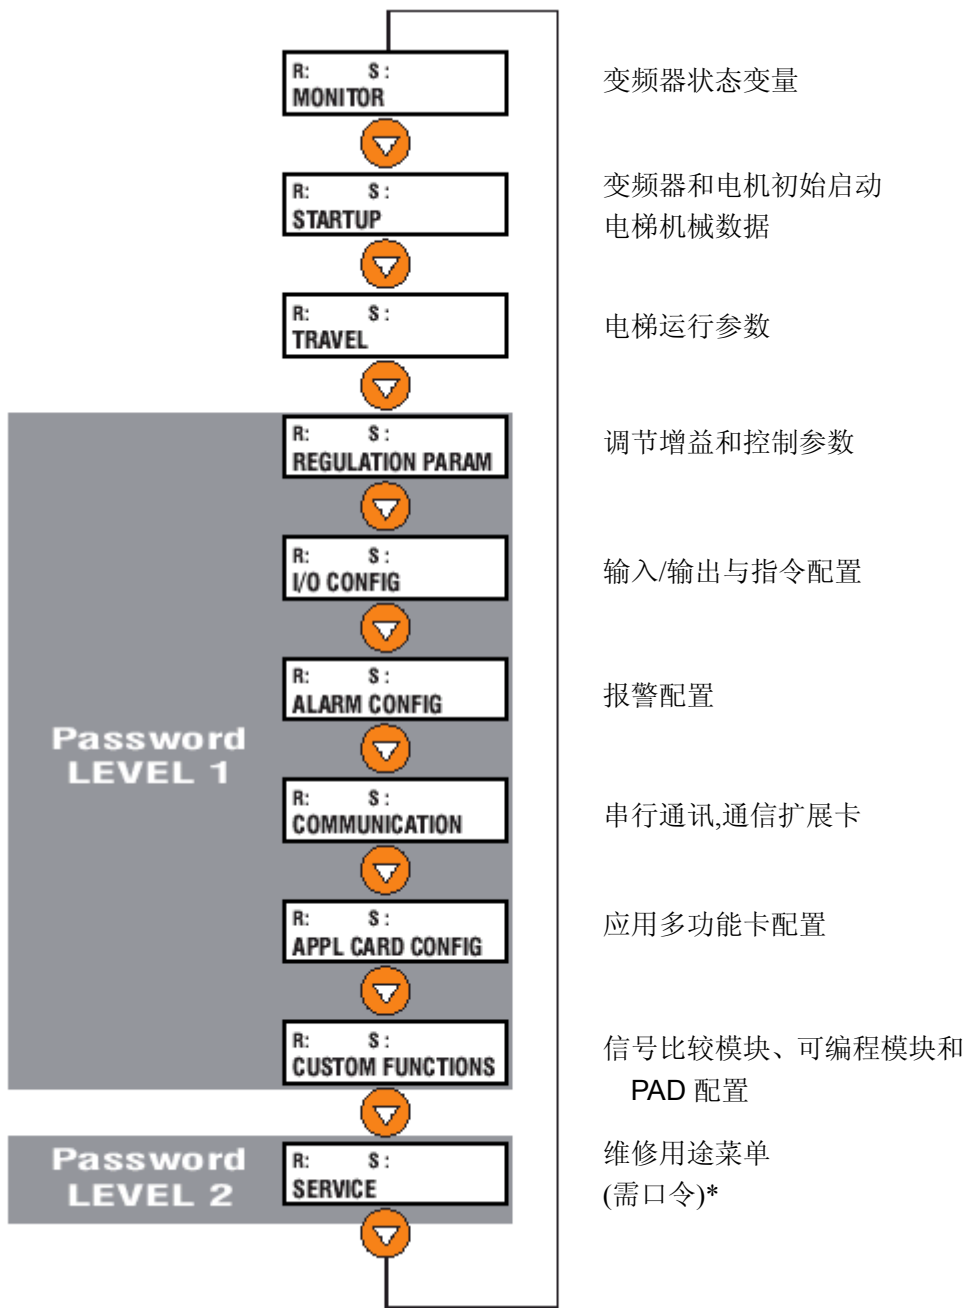 R: S :
MONITOR
变频器状态变量
R: S :
STARTUP
变频器和电机初始启动
电梯机械数据
R: S :
TRAVEL
电梯运行参数
R: S :
REGULATION PARAM
调节增益和控制参数
R: S :
I/O CONFIG
输入/输出与指令配置
R: S :
ALARM CONFIG
报警配置
Password
LEVEL 1
R: S :
COMMUNICATION
串行通讯,通信扩展卡
R: S :
APPL CARD CONFIG
应用多功能卡配置
R: S :
CUSTOM FUNCTIONS
信号比较模块、可编程模块和
PAD 配置
Password
LEVEL 2
R: S :
SERVICE
维修用途菜单
(需口令)*